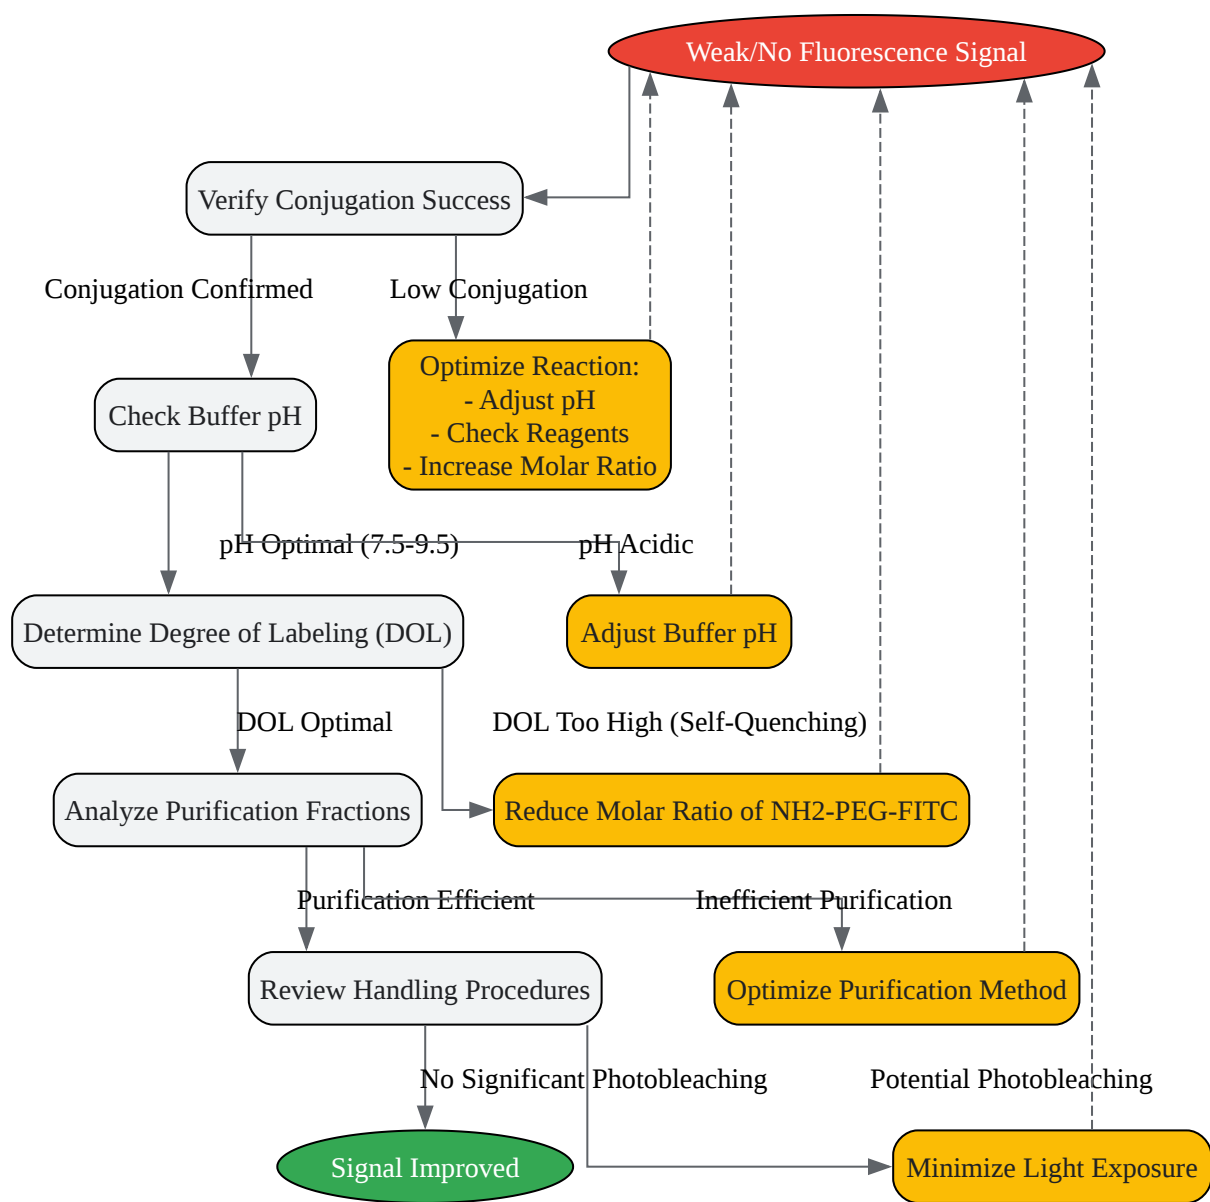 Weak/No Fluorescence Signal
Verify Conjugation Success
Conjugation Confirmed
Low Conjugation
Optimize Reaction:
- Adjust pH
- Check Reagents
- Increase Molar Ratio
Check Buffer pH
pH Optimal (7.5-9.5)
pH Acidic
Determine Degree of Labeling (DOL)
Adjust Buffer pH
DOL Optimal
DOL Too High (Self-Quenching)
Analyze Purification Fractions
Reduce Molar Ratio of NH2-PEG-FITC
Purification Efficient
Inefficient Purification
Review Handling Procedures
Optimize Purification Method
No Significant Photobleaching
Potential Photobleaching
Signal Improved
Minimize Light Exposure